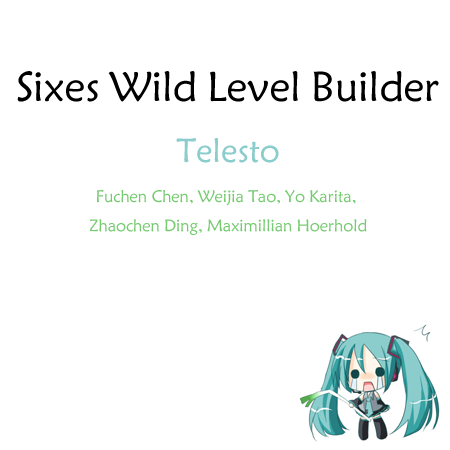 Sixes Wild Level Builder
Telesto
Fuchen Chen, Weijia Tao, Yo Karita,
Zhaochen Ding, Maximillian Hoerhold